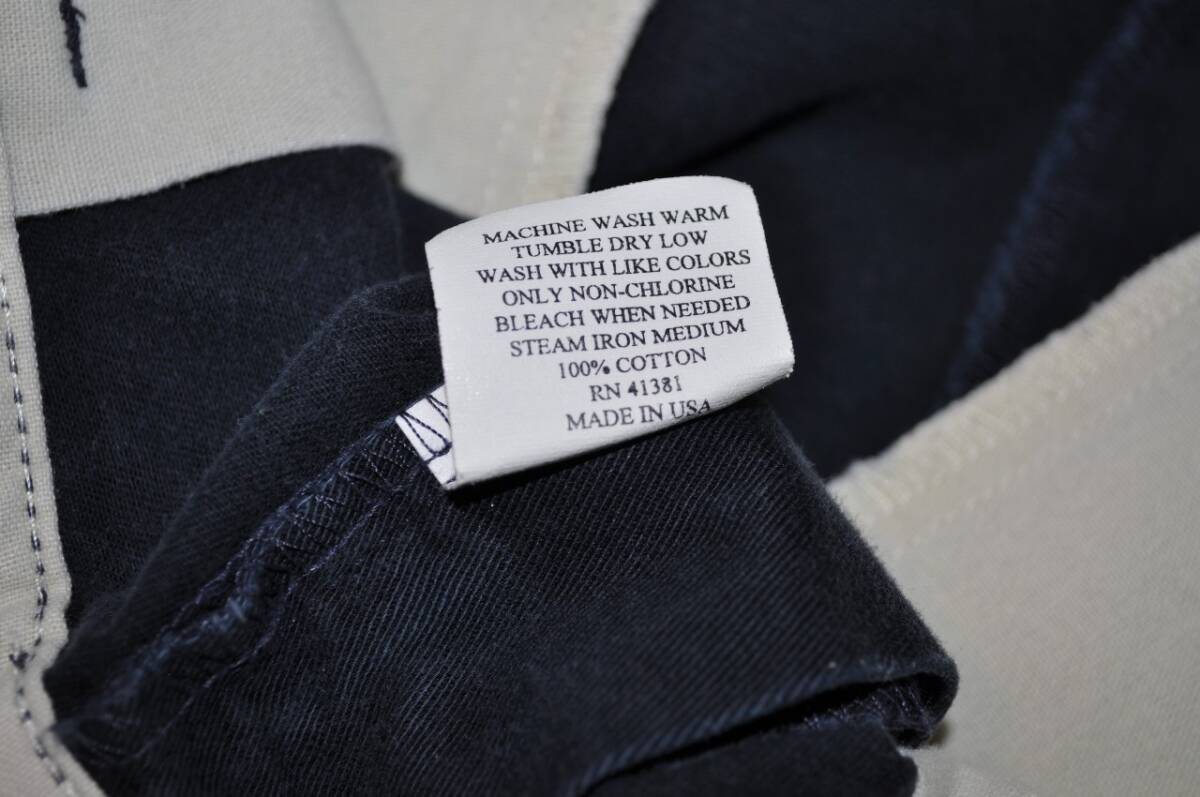 MACHINE WASH WARM
TUMBLE DRY LOW
WASH WITH LIKE COLORS
ONLY NON-CHLORINE
BLEACH WHEN NEEDED
STEAM IRON MEDIUM
100% COTTON
RN 41381
MADE IN USA